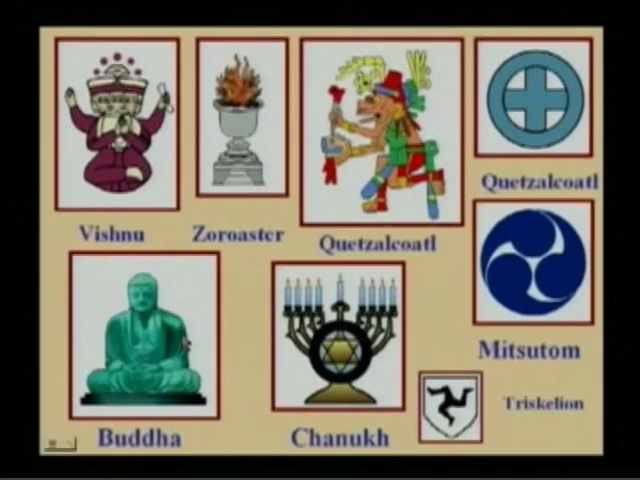 Vishnu
Zoroaster
Quetzalcoatl
Quetzalcoatl
Buddha
Chanukh
Mitsutom
Triskelion